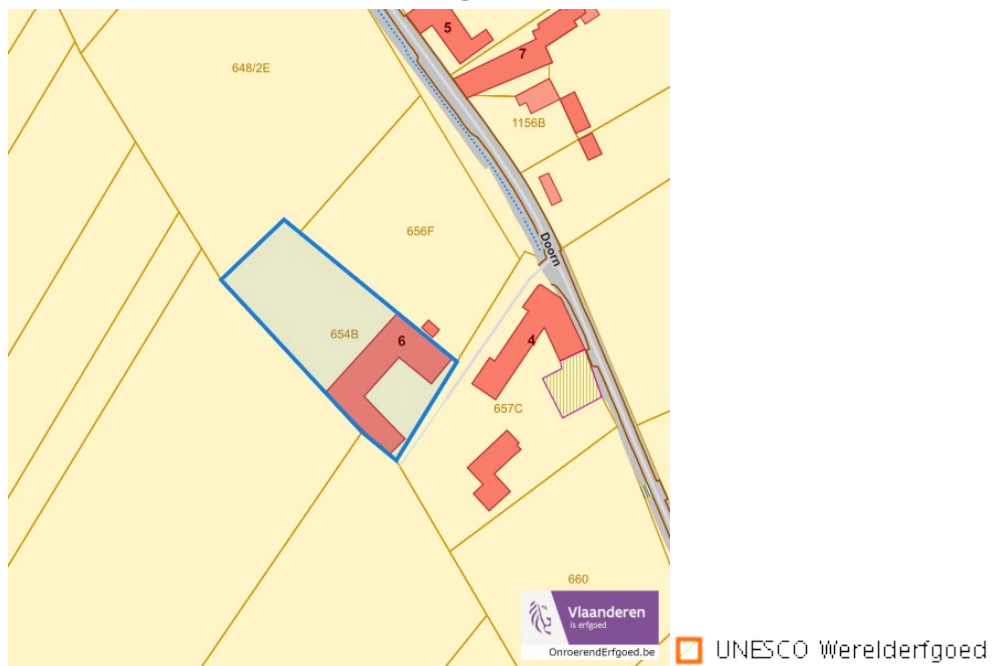 5
7
648/2E
1156B
656F
Doorn
654B
6
4
657C
660
Vlaanderen
is erfgoed
OnroerendErfgoed.be
UNESCO Werelderfgoed